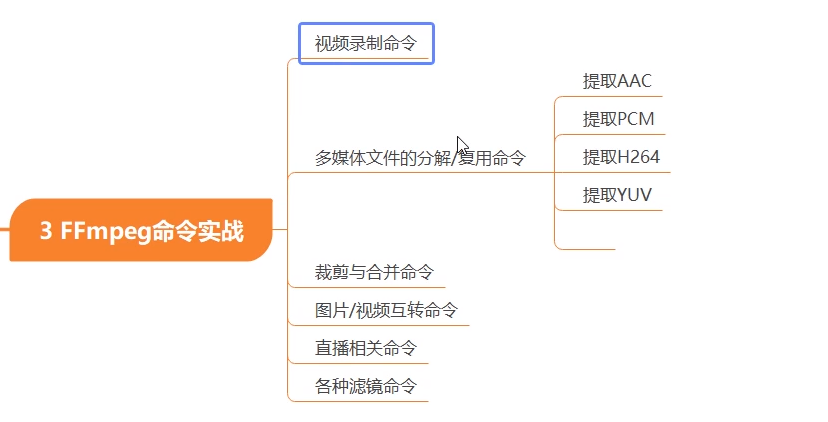 视频录制命令
提取AAC
提取PCM
多媒体文件的分解/复用命令
提取H264
提取YUV
3 FFmpeg命令实战
裁剪与合并命令
图片/视频互转命令
直播相关命令
各种滤镜命令